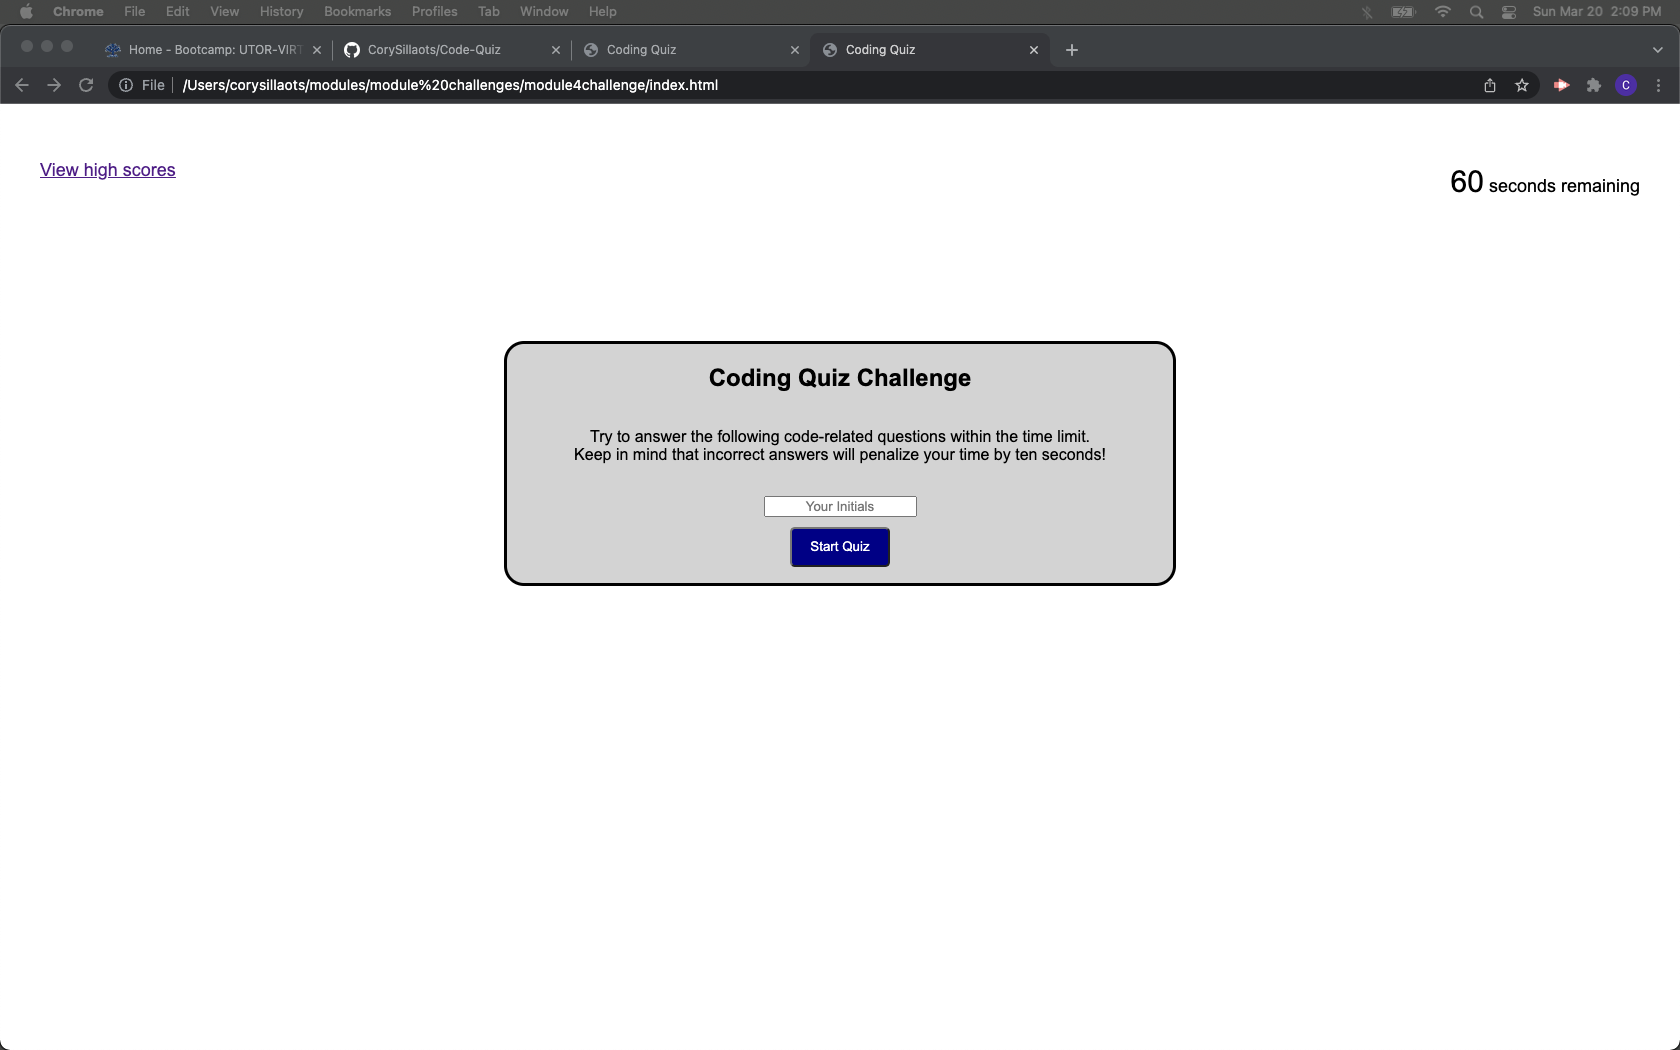 Chrome File Edit View History Bookmarks Profiles Tab Window Help Sun Mar 20 2:09 PM
Home - Bootcamp: UTOR-VIRT CorySillaots/Code-Quiz Coding Quiz Coding Quiz
File /Users/corysillaots/modules/module%20challenges/module4challenge/index.html C
View high scores
60 seconds remaining
Coding Quiz Challenge
Try to answer the following code-related questions within the time limit.
Keep in mind that incorrect answers will penalize your time by ten seconds!
Your Initials
Start Quiz